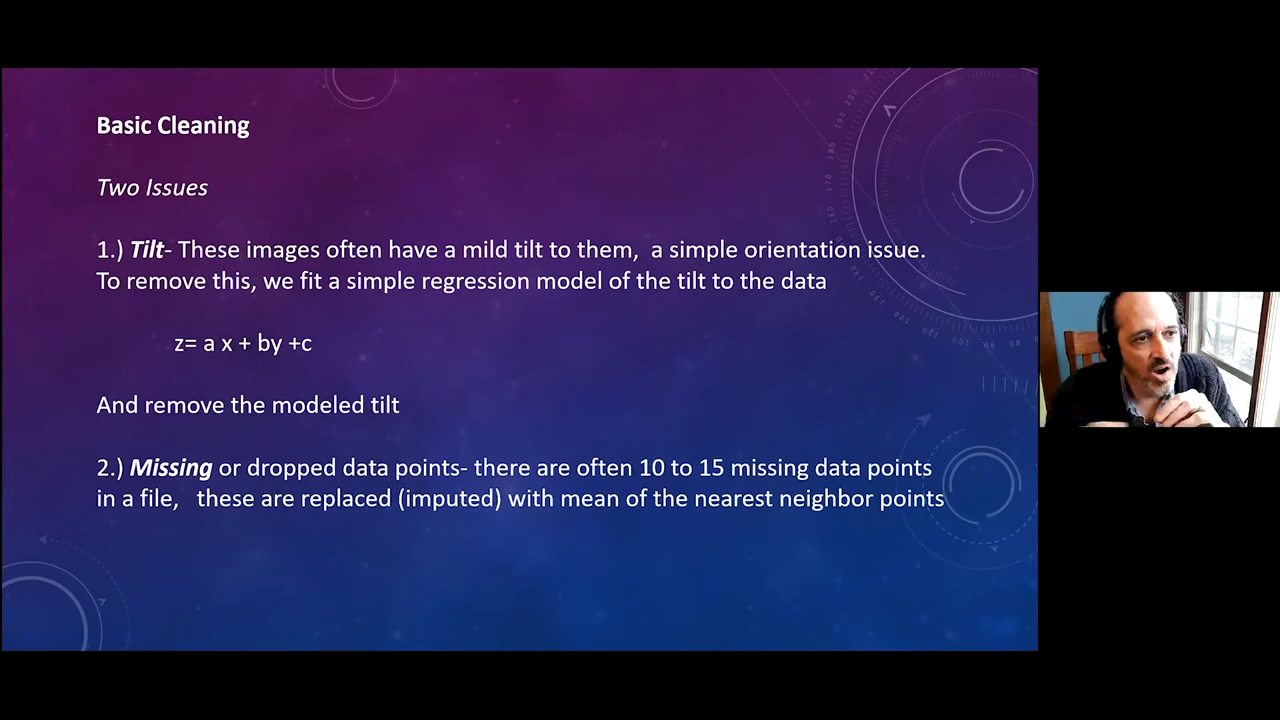 Basic Cleaning
Two Issues
1.) Tilt- These images often have a mild tilt to them,  a simple orientation issue.
To remove this, we fit a simple regression model of the tilt to the data
z= a x + by +c
And remove the modeled tilt
2.) Missing or dropped data points- there are often 10 to 15 missing data points
in a file,   these are replaced (imputed) with mean of the nearest neighbor points